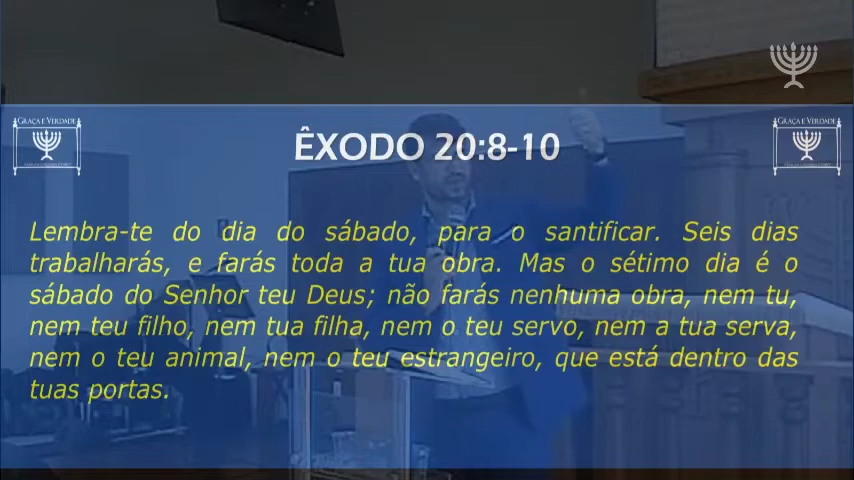 GRAÇA E VERDADE
GRAÇA E VERDADE
ÊXODO 20:8-10
Lembra-te do dia do sábado, para o santificar. Seis dias
trabalharás, e farás toda a tua obra. Mas o sétimo dia é o
sábado do Senhor teu Deus; não farás nenhuma obra, nem tu,
nem teu filho, nem tua filha, nem o teu servo, nem a tua serva,
nem o teu animal, nem o teu estrangeiro, que está dentro das
tuas portas.